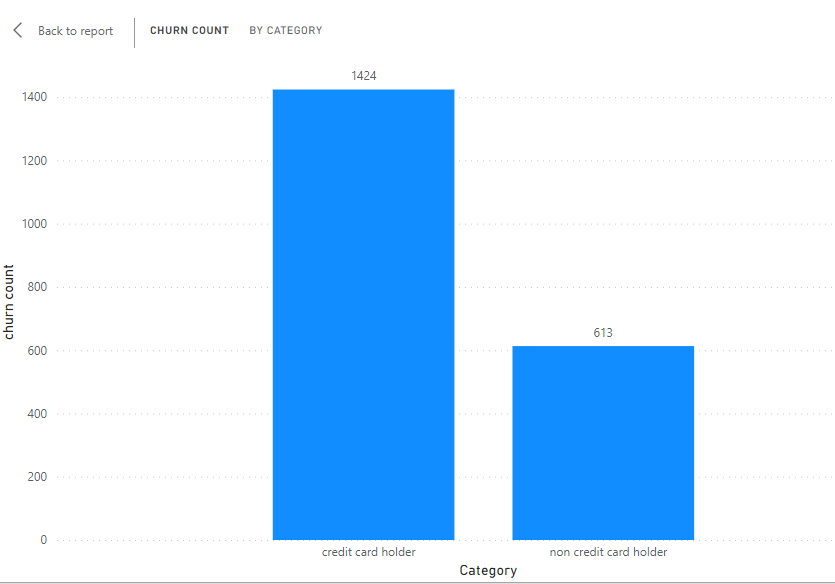 Back to report
CHURN COUNT BY CATEGORY
1424
1400
1200
1000
800
600
400
200
0
churn count
613
credit card holder non credit card holder
Category